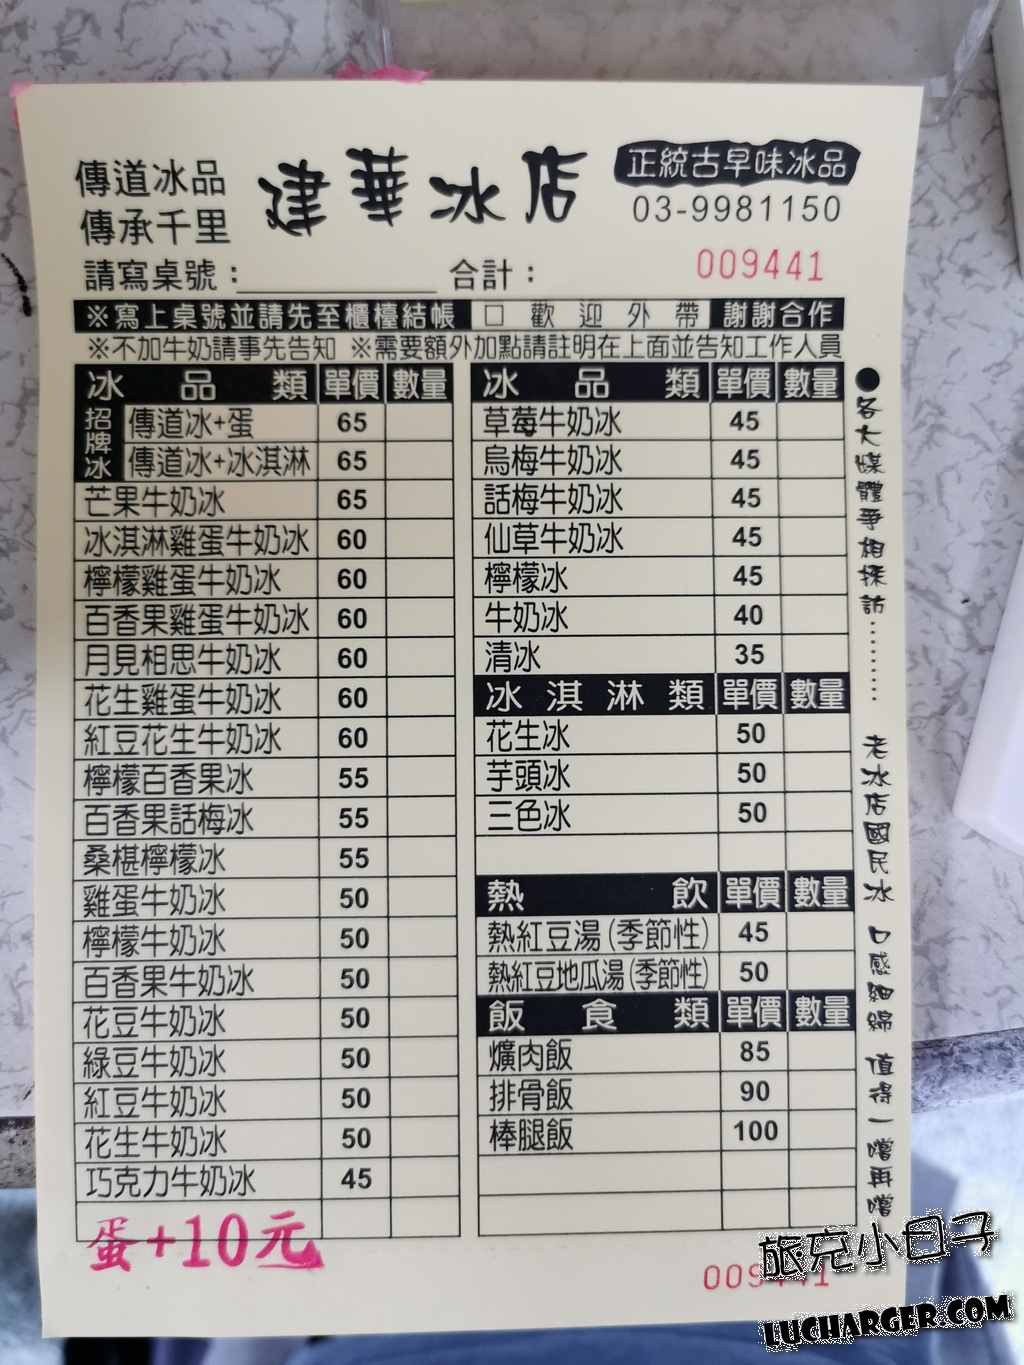 傳道冰品
傳承千里
建華冰店
正統古早味冰品
03-9981150
請寫桌號：
合計：
009441
※寫上桌號並請先至櫃檯結帳 □ 歡迎外帶 謝謝合作
※不加牛奶請事先告知 ※需要額外加點請註明在上面並告知工作人員
冰品類 單價 數量
招牌冰
傳道冰+蛋 65
傳道冰+冰淇淋 65
芒果牛奶冰 65
冰淇淋雞蛋牛奶冰 60
檸檬雞蛋牛奶冰 60
百香果雞蛋牛奶冰 60
月見相思牛奶冰 60
花生雞蛋牛奶冰 60
紅豆花生牛奶冰 60
檸檬百香果冰 55
百香果話梅冰 55
桑椹檸檬冰 55
雞蛋牛奶冰 50
檸檬牛奶冰 50
百香果牛奶冰 50
花豆牛奶冰 50
綠豆牛奶冰 50
紅豆牛奶冰 50
花生牛奶冰 50
巧克力牛奶冰 45
蛋+10元
冰品類 單價 數量
草莓牛奶冰 45
烏梅牛奶冰 45
話梅牛奶冰 45
仙草牛奶冰 45
檸檬冰 45
牛奶冰 40
清冰 35
冰淇淋類 單價 數量
花生冰 50
芋頭冰 50
三色冰 50
熱飲 單價 數量
熱紅豆湯(季節性) 45
熱紅豆地瓜湯(季節性) 50
飯食類 單價 數量
爌肉飯 85
排骨飯 90
棒腿飯 100
●各大媒體爭相採訪‥‥‥‥ 老冰店國民冰 口感細綿 值得一嚐再嚐
009441
旅兒小日子
LUCHARGER.COM